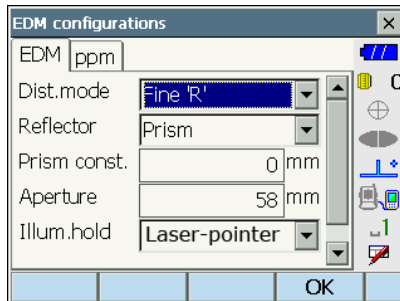 EDM configurations
EDM ppm
Dist.mode Fine 'R'
Reflector Prism
Prism const. 0 mm
Aperture 58 mm
Illum.hold Laser-pointer
1
OK